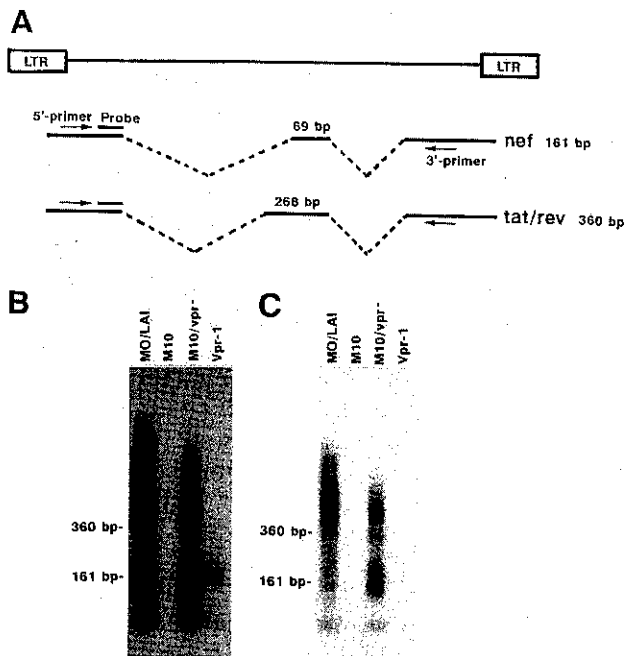 A
LTR
LTR
5'-primer Probe
69 bp
nef 161 bp
3'-primer
268 bp
tat/rev 360 bp
B
MO/LAI
M10
M10/vpr-
Vpr-1
360 bp-
161 bp-
C
MO/LAI
M10
M10/vpr-
Vpr-1
360 bp-
161 bp-